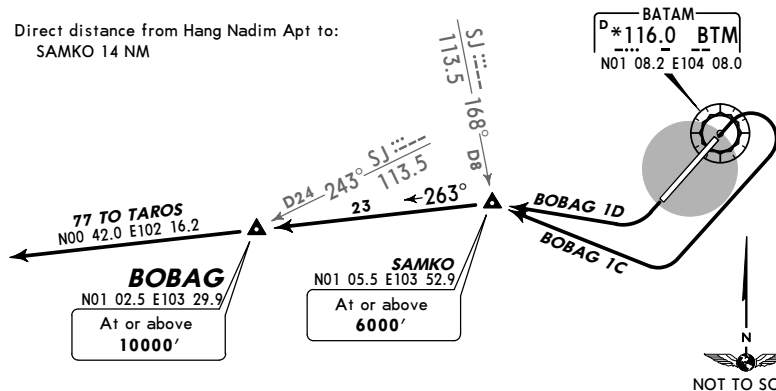 Direct distance from Hang Nadim Apt to:
SAMKO 14 NM
BATAM
D *116.0 BTM
N01 08.2 E104 08.0
SJ
113.5
168°
D8
SJ
113.5
243°
D24
77 TO TAROS
N00 42.0 E102 16.2
23
263°
BOBAG 1D
BOBAG 1C
BOBAG
N01 02.5 E103 29.9
At or above
10000'
SAMKO
N01 05.5 E103 52.9
At or above
6000'
N